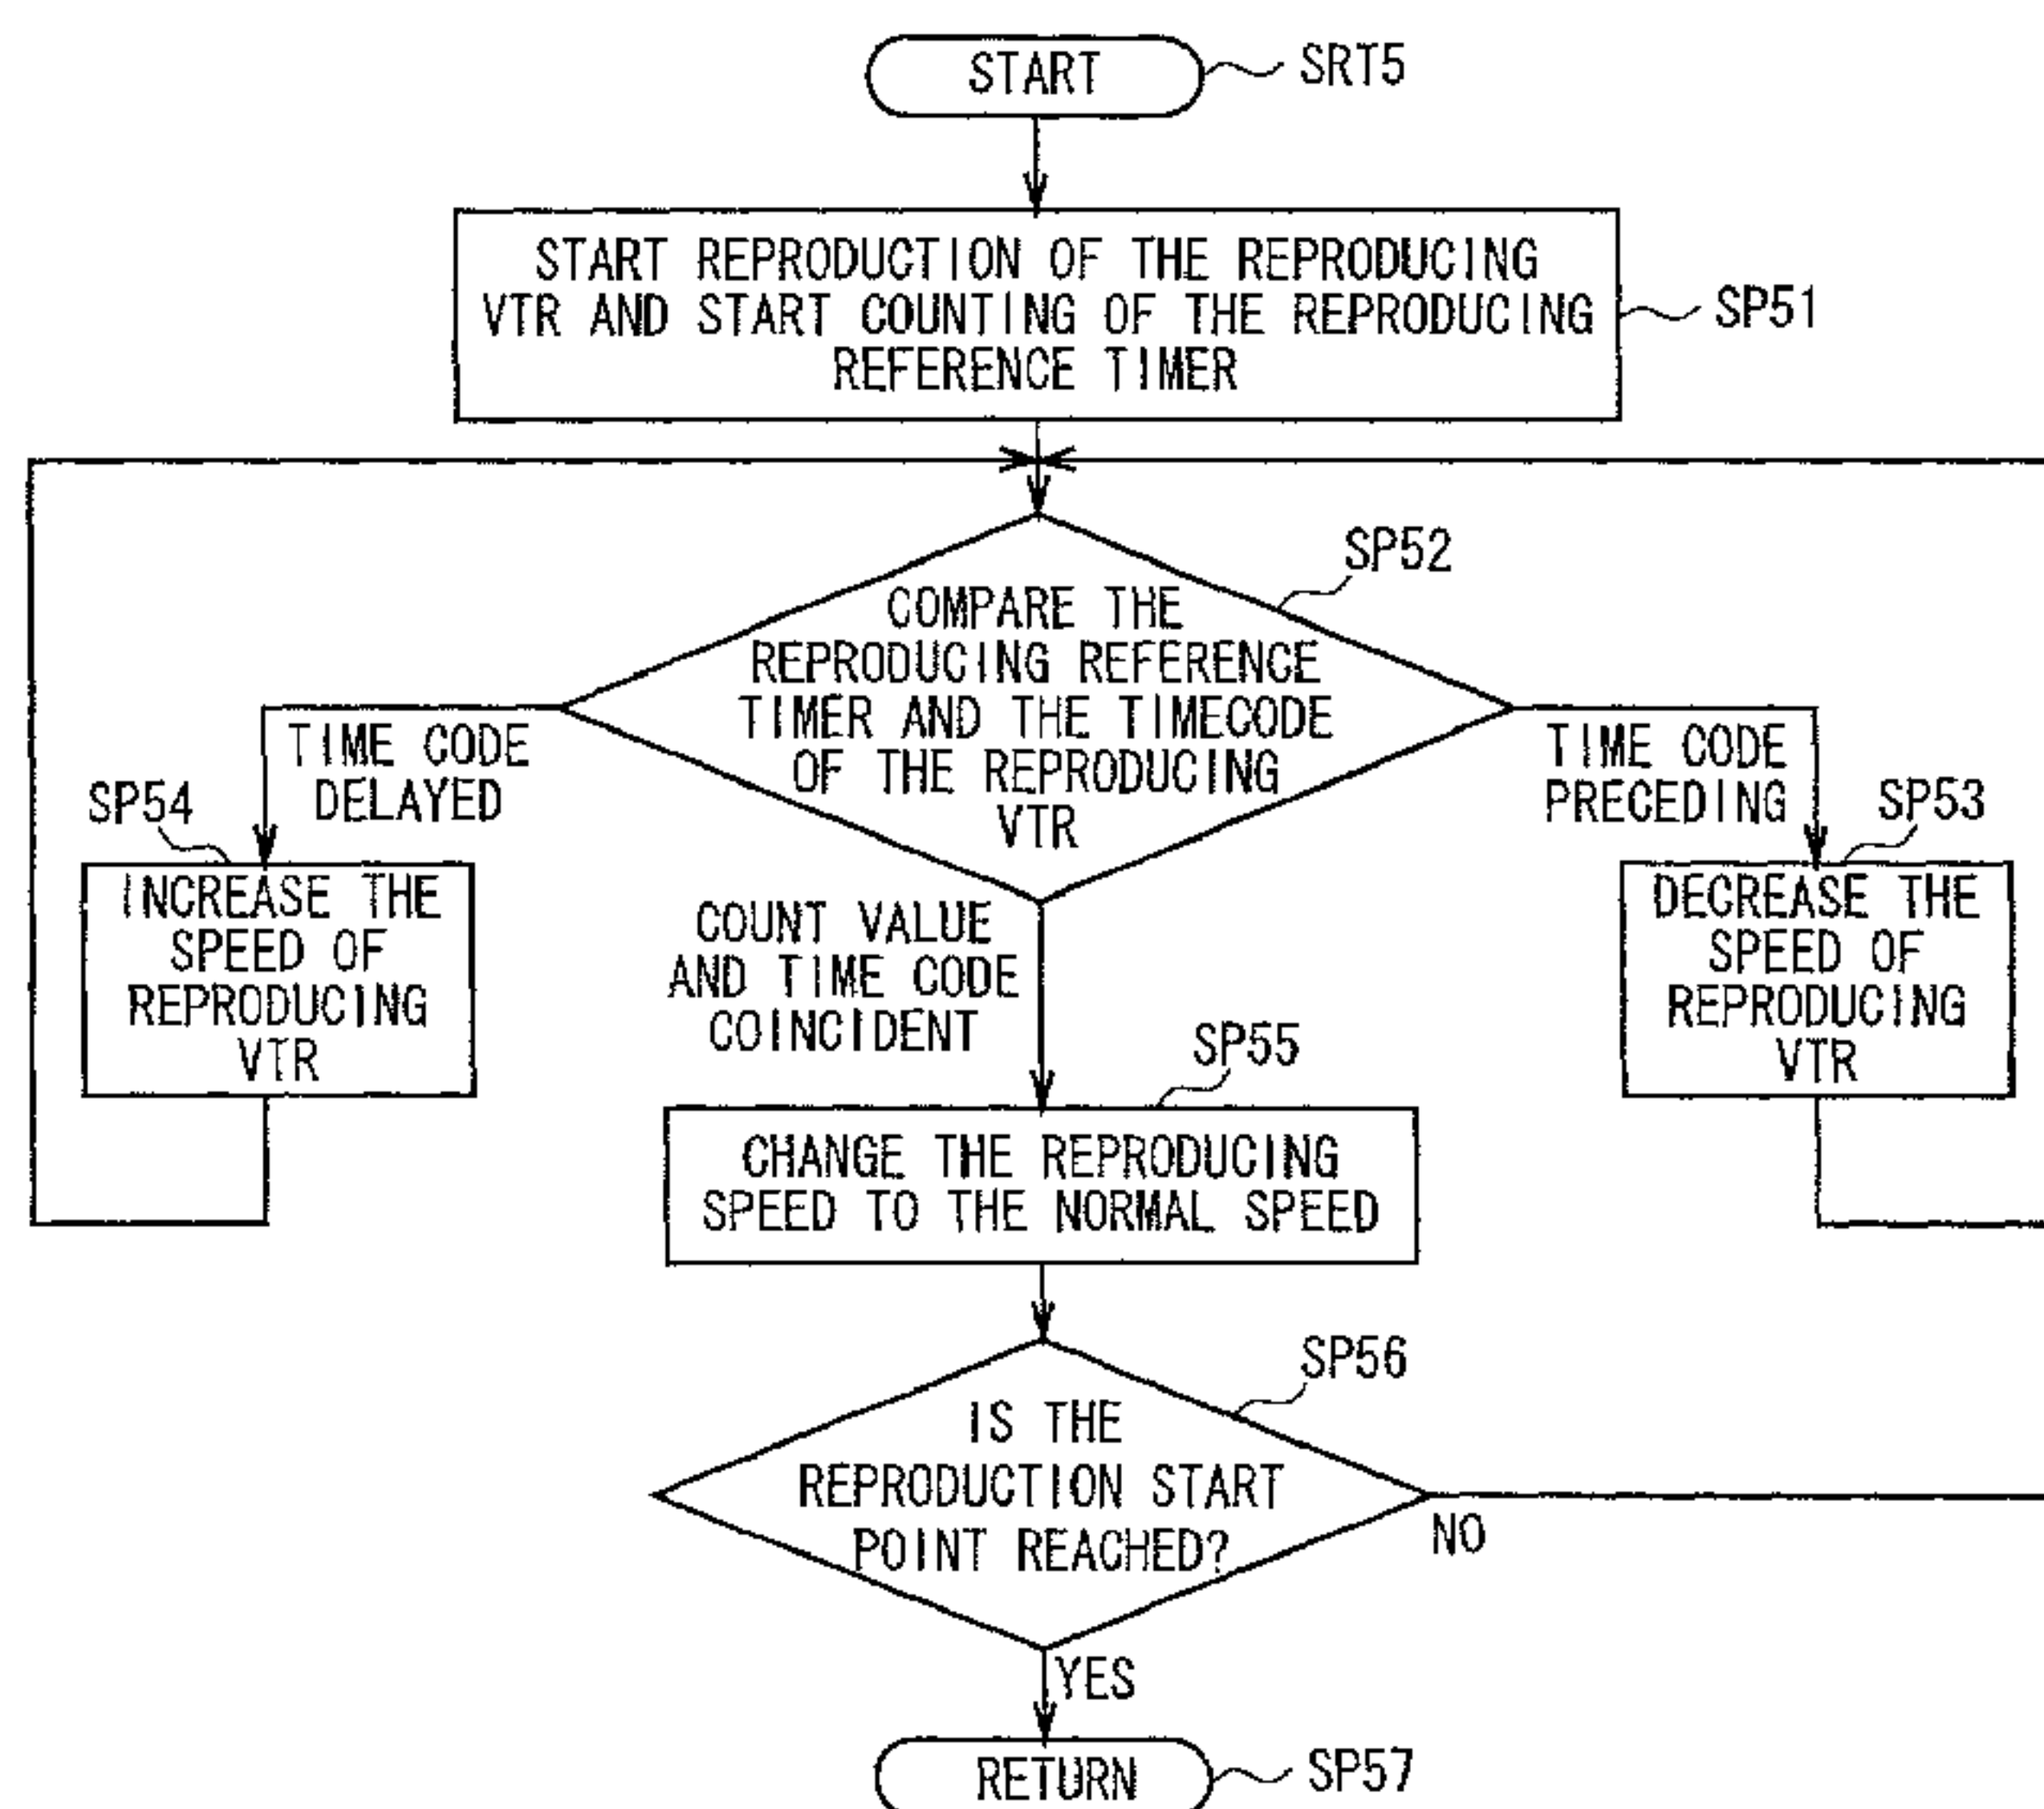 START
SRT5
START REPRODUCTION OF THE REPRODUCING
VTR AND START COUNTING OF THE REPRODUCING
REFERENCE TIMER
SP51
SP52
COMPARE THE
REPRODUCING REFERENCE
TIMER AND THE TIMECODE
OF THE REPRODUCING
VTR
TIME CODE
DELAYED
TIME CODE
PRECEDING
SP54
INCREASE THE
SPEED OF
REPRODUCING
VTR
SP53
DECREASE THE
SPEED OF
REPRODUCING
VTR
COUNT VALUE
AND TIME CODE
COINCIDENT
SP55
CHANGE THE REPRODUCING
SPEED TO THE NORMAL SPEED
SP56
IS THE
REPRODUCTION START
POINT REACHED?
NO
YES
RETURN
SP57